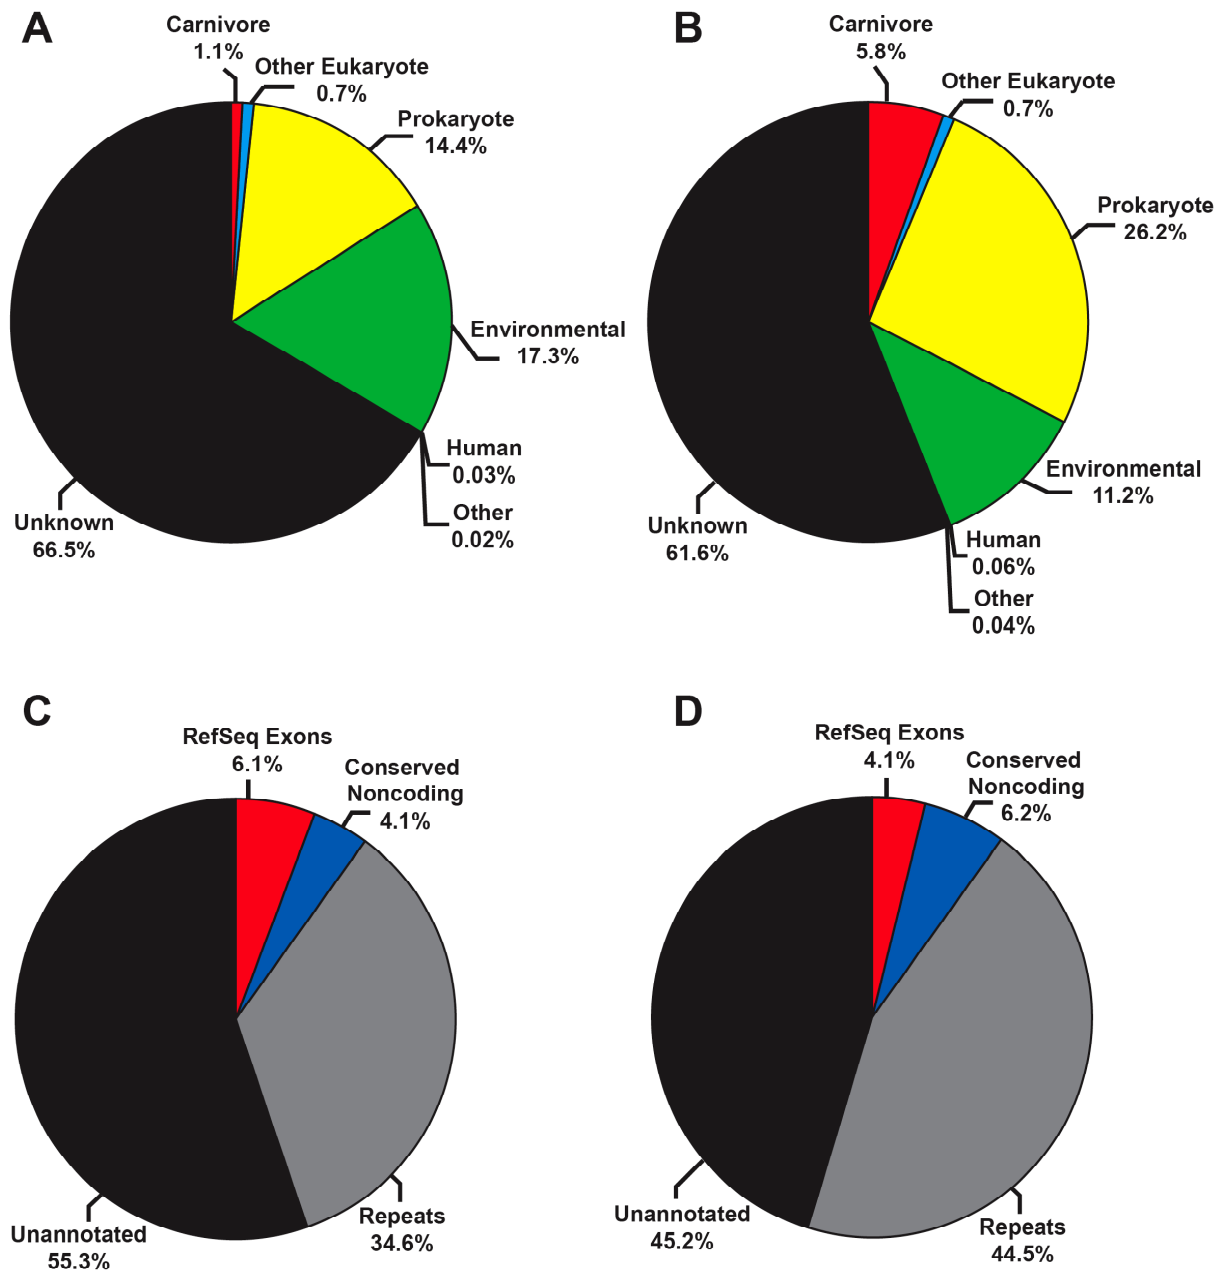 A
Carnivore
1.1%
Other Eukaryote
0.7%
Prokaryote
14.4%
Environmental
17.3%
Human
0.03%
Other
0.02%
Unknown
66.5%
B
Carnivore
5.8%
Other Eukaryote
0.7%
Prokaryote
26.2%
Environmental
11.2%
Human
0.06%
Other
0.04%
Unknown
61.6%
C
RefSeq Exons
6.1%
Conserved
Noncoding
4.1%
Repeats
34.6%
Unannotated
55.3%
D
RefSeq Exons
4.1%
Conserved
Noncoding
6.2%
Repeats
44.5%
Unannotated
45.2%